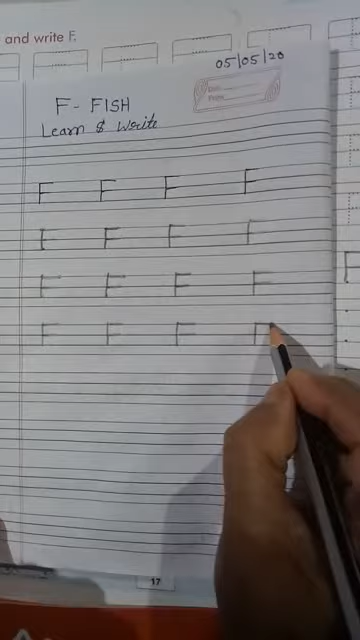 and write F.
05/05/20
F - FISH
Learn & Write
F F F F
F F F F
F F F F
F F F
17